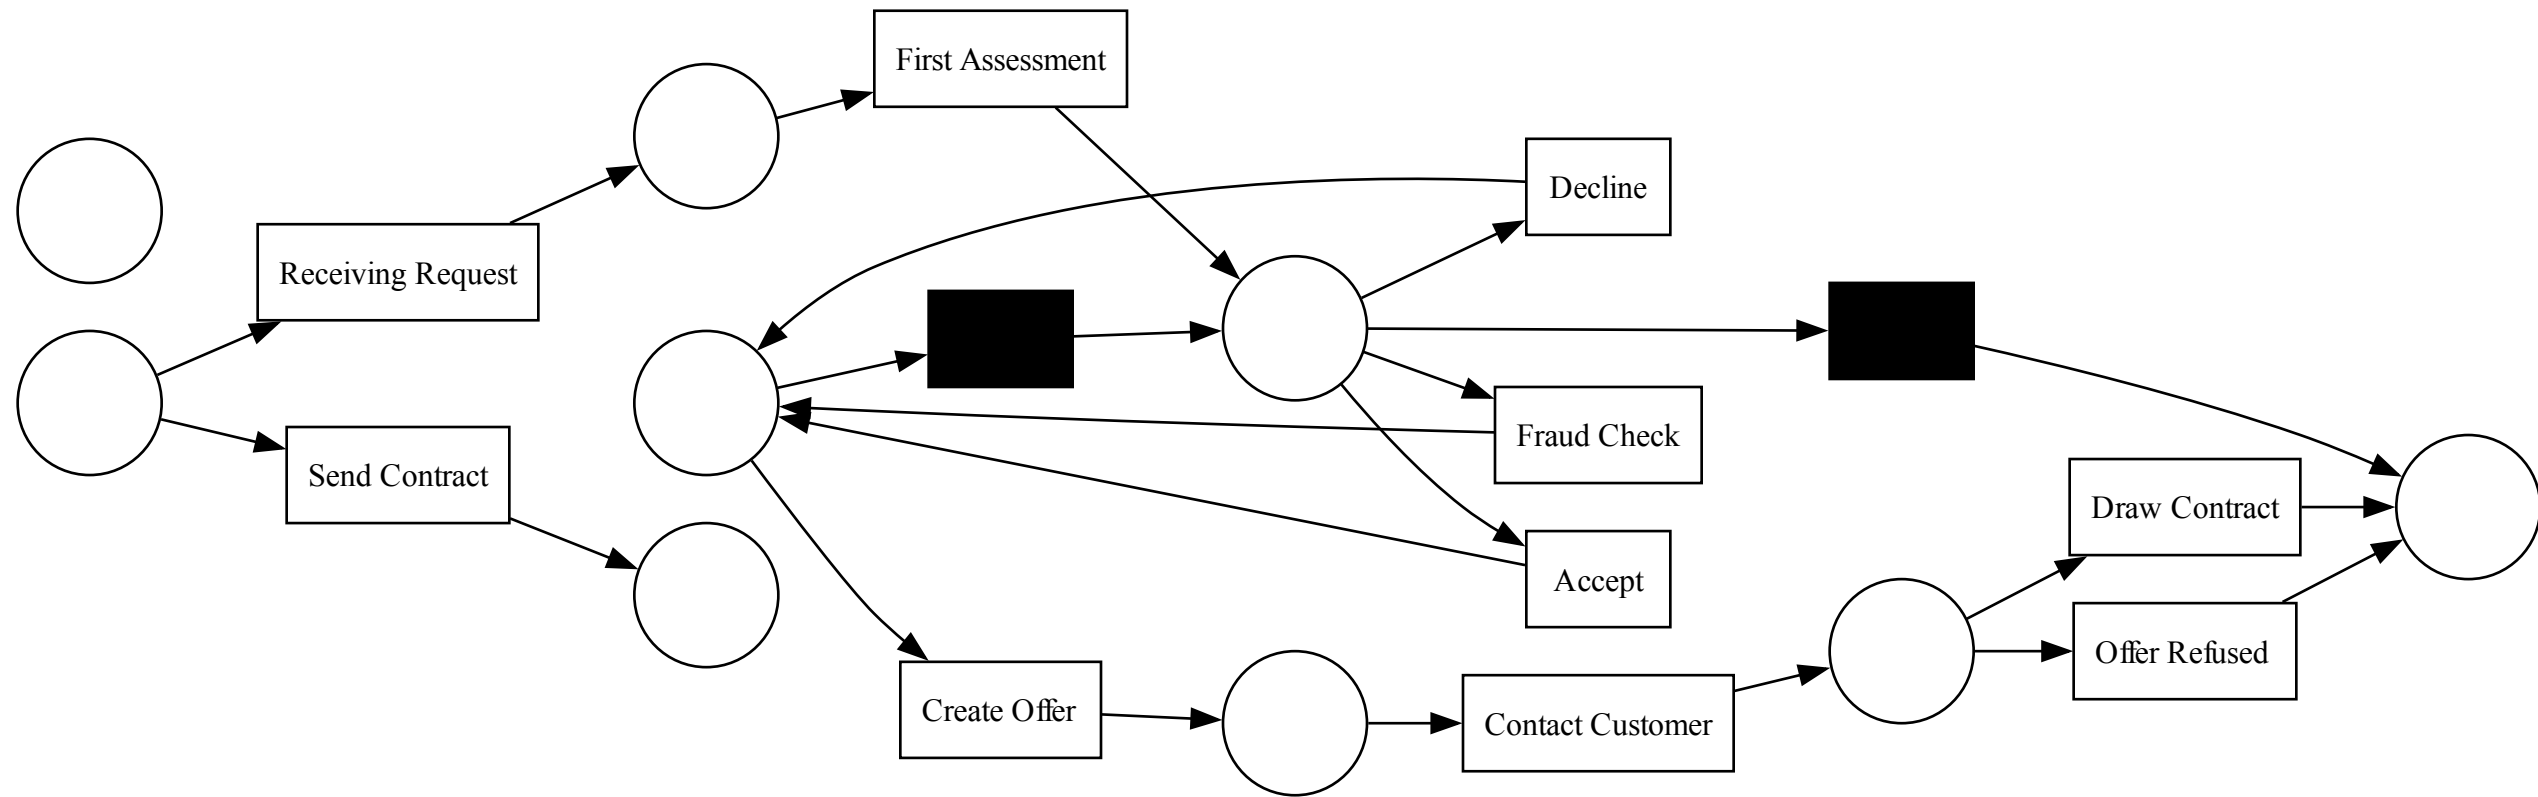 First Assessment
Decline
Receiving Request
Fraud Check
Send Contract
Draw Contract
Accept
Offer Refused
Create Offer
Contact Customer